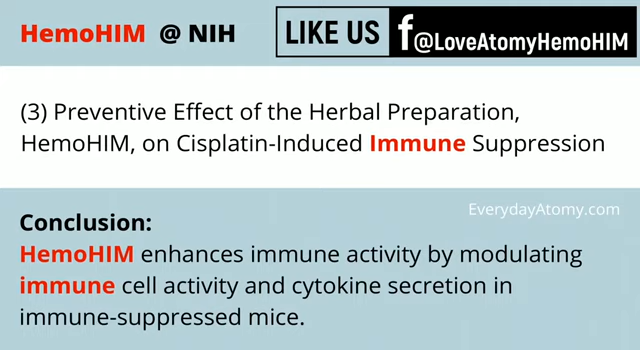 HemoHIM @ NIH
LIKE US
f@LoveAtomyHemoHIM
(3) Preventive Effect of the Herbal Preparation,
HemoHIM, on Cisplatin-Induced Immune Suppression
EverydayAtomy.com
Conclusion:
HemoHIM enhances immune activity by modulating
immune cell activity and cytokine secretion in
immune-suppressed mice.